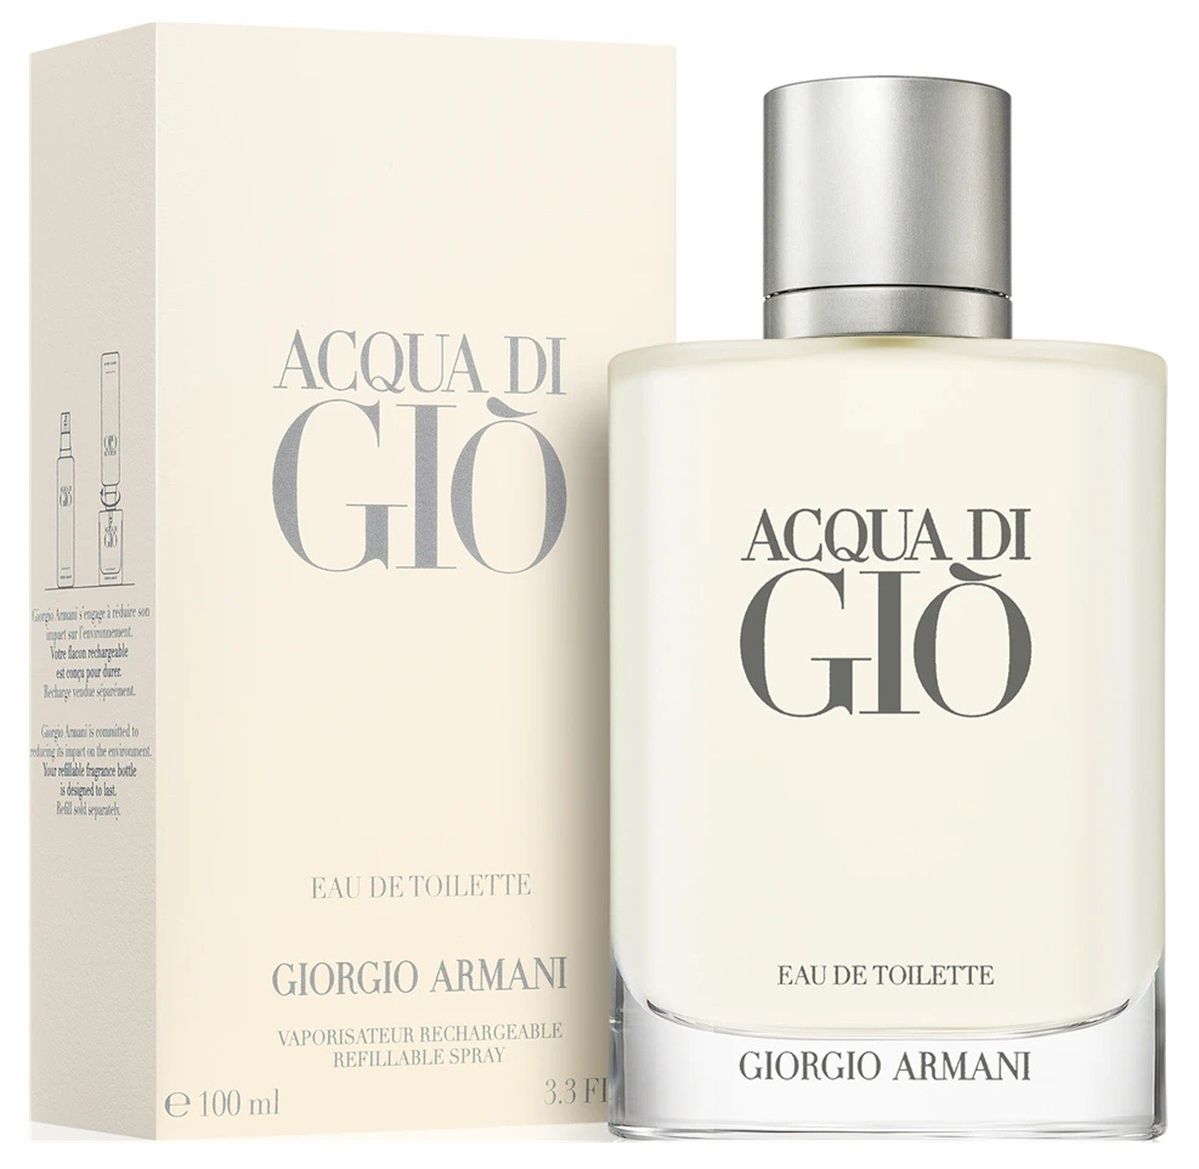 ACQUA DI
GIÒ
EAU DE TOILETTE
GIORGIO ARMANI
VAPORISATEUR RECHARGEABLE
REFILLABLE SPRAY
℮ 100 ml
3.3 Fl
GIÒ
GIÒ
Giorgio Armani s'engage à réduire son
impact sur l'environnement.
Votre flacon rechargeable
est conçu pour durer.
Recharge vendue séparément.
Giorgio Armani is committed to
reducing its impact on the environment.
Your refillable fragrance bottle
is designed to last.
Refill sold separately.
ACQUA DI
GIÒ
EAU DE TOILETTE
GIORGIO ARMANI